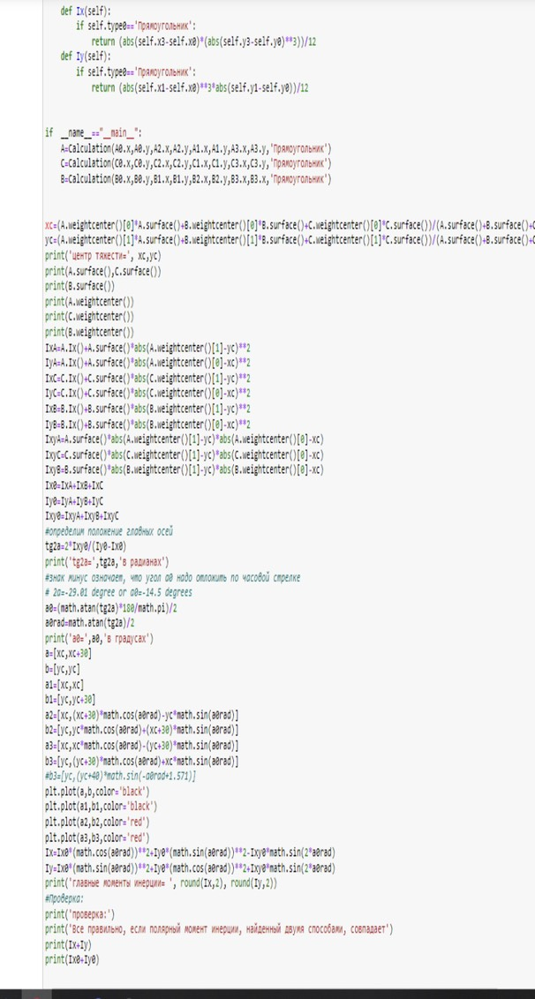 def Ix(self):
if self.type0=='Прямоугольник':
return (abs(self.x3-self.x0)*(abs(self.y3-self.y0)**3))/12
def Iy(self):
if self.type0=='Прямоугольник':
return (abs(self.x1-self.x0)**3*abs(self.y1-self.y0))/12
if __name__=="__main__":
A=Calculation(A0.x,A0.y,A2.x,A2.y,A1.x,A1.y,A3.x,A3.y,'Прямоугольник')
C=Calculation(C0.x,C0.y,C2.x,C2.y,C1.x,C1.y,C3.x,C3.y,'Прямоугольник')
B=Calculation(B0.x,B0.y,B1.x,B1.y,B2.x,B2.y,B3.x,B3.x,'Прямоугольник')
xc=(A.weightcenter()[0]*A.surface()+B.weightcenter()[0]*B.surface()+C.weightcenter()[0]*C.surface())/(A.surface()+B.surface()+C
yc=(A.weightcenter()[1]*A.surface()+B.weightcenter()[1]*B.surface()+C.weightcenter()[1]*C.surface())/(A.surface()+B.surface()+C
print('центр тяжести=', xc,yc)
print(A.surface(),C.surface())
print(B.surface())
print(A.weightcenter())
print(C.weightcenter())
print(B.weightcenter())
IxA=A.Ix()+A.surface()*abs(A.weightcenter()[1]-yc)**2
IyA=A.Ix()+A.surface()*abs(A.weightcenter()[0]-xc)**2
IxC=C.Ix()+C.surface()*abs(C.weightcenter()[1]-yc)**2
IyC=C.Ix()+C.surface()*abs(C.weightcenter()[0]-xc)**2
IxB=B.Ix()+B.surface()*abs(B.weightcenter()[1]-yc)**2
IyB=B.Ix()+B.surface()*abs(B.weightcenter()[0]-xc)**2
IxyA=A.surface()*abs(A.weightcenter()[1]-yc)*abs(A.weightcenter()[0]-xc)
IxyC=C.surface()*abs(C.weightcenter()[1]-yc)*abs(C.weightcenter()[0]-xc)
IxyB=B.surface()*abs(B.weightcenter()[1]-yc)*abs(B.weightcenter()[0]-xc)
Ix0=IxA+IxB+IxC
Iy0=IyA+IyB+IyC
Ixy0=IxyA+IxyB+IxyC
#определим положение главных осей
tg2a=2*Ixy0/(Iy0-Ix0)
print('tg2a=',tg2a,'в радианах')
#знак минус означает, что угол a0 надо отложить по часовой стрелке
# 2a=-29.01 degree or a0=-14.5 degrees
a0=(math.atan(tg2a)*180/math.pi)/2
a0rad=math.atan(tg2a)/2
print('a0=',a0,'в градусах')
a=[xc,xc+30]
b=[yc,yc]
a1=[xc,xc]
b1=[yc,yc+30]
a2=[xc,(xc+30)*math.cos(a0rad)-yc*math.sin(a0rad)]
b2=[yc,yc*math.cos(a0rad)+(xc+30)*math.sin(a0rad)]
a3=[xc,xc*math.cos(a0rad)-(yc+30)*math.sin(a0rad)]
b3=[yc,(yc+30)*math.cos(a0rad)+xc*math.sin(a0rad)]
#b3=[yc,(yc+40)*math.sin(-a0rad+1.571)]
plt.plot(a,b,color='black')
plt.plot(a1,b1,color='black')
plt.plot(a2,b2,color='red')
plt.plot(a3,b3,color='red')
Ix=Ix0*(math.cos(a0rad))**2+Iy0*(math.sin(a0rad))**2-Ixy0*math.sin(2*a0rad)
Iy=Ix0*(math.sin(a0rad))**2+Iy0*(math.cos(a0rad))**2+Ixy0*math.sin(2*a0rad)
print('главные моменты инерции= ', round(Ix,2), round(Iy,2))
#Проверка:
print('проверка:')
print('Все правильно, если полярный момент инерции, найденный двумя способами, совпадает')
print(Ix+Iy)
print(Ix0+Iy0)